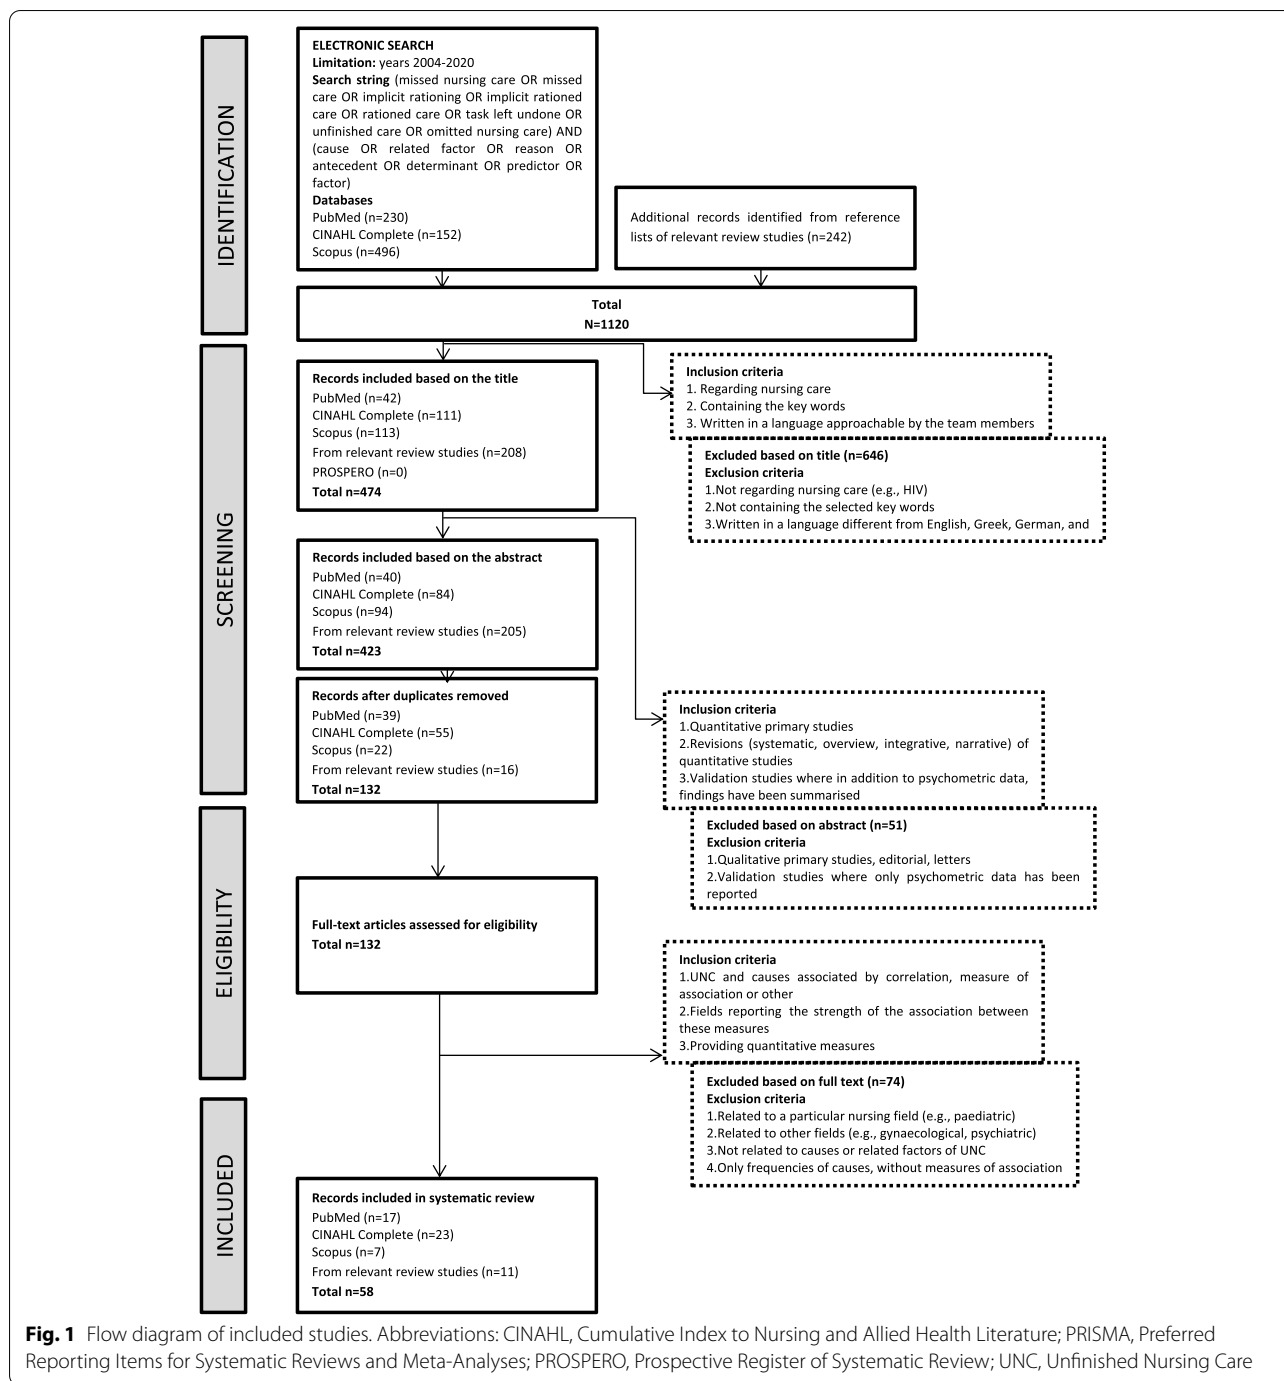 IDENTIFICATION
ELECTRONIC SEARCH
Limitation: years 2004-2020
Search string (missed nursing care OR missed
care OR implicit rationing OR implicit rationed
care OR rationed care OR task left undone OR
unfinished care OR omitted nursing care) AND
(cause OR related factor OR reason OR
antecedent OR determinant OR predictor OR
factor)
Databases
PubMed (n=230)
CINAHL Complete (n=152)
Scopus (n=496)
Additional records identified from reference
lists of relevant review studies (n=242)
Total
N=1120
SCREENING
Records included based on the title
PubMed (n=42)
CINAHL Complete (n=111)
Scopus (n=113)
From relevant review studies (n=208)
PROSPERO (n=0)
Total n=474
Inclusion criteria
1. Regarding nursing care
2. Containing the key words
3. Written in a language approachable by the team members
Excluded based on title (n=646)
Exclusion criteria
1.Not regarding nursing care (e.g., HIV)
2.Not containing the selected key words
3.Written in a language different from English, Greek, German, and
Records included based on the abstract
PubMed (n=40)
CINAHL Complete (n=84)
Scopus (n=94)
From relevant review studies (n=205)
Total n=423
Records after duplicates removed
PubMed (n=39)
CINAHL Complete (n=55)
Scopus (n=22)
From relevant review studies (n=16)
Total n=132
Inclusion criteria
1.Quantitative primary studies
2.Revisions (systematic, overview, integrative, narrative) of
quantitative studies
3.Validation studies where in addition to psychometric data,
findings have been summarised
Excluded based on abstract (n=51)
Exclusion criteria
1.Qualitative primary studies, editorial, letters
2.Validation studies where only psychometric data has been
reported
ELIGIBILITY
Full-text articles assessed for eligibility
Total n=132
Inclusion criteria
1.UNC and causes associated by correlation, measure of
association or other
2.Fields reporting the strength of the association between
these measures
3.Providing quantitative measures
Excluded based on full text (n=74)
Exclusion criteria
1.Related to a particular nursing field (e.g., paediatric)
2.Related to other fields (e.g., gynaecological, psychiatric)
3.Not related to causes or related factors of UNC
4.Only frequencies of causes, without measures of association
INCLUDED
Records included in systematic review
PubMed (n=17)
CINAHL Complete (n=23)
Scopus (n=7)
From relevant review studies (n=11)
Total n=58
Fig. 1 Flow diagram of included studies. Abbreviations: CINAHL, Cumulative Index to Nursing and Allied Health Literature; PRISMA, Preferred
Reporting Items for Systematic Reviews and Meta-Analyses; PROSPERO, Prospective Register of Systematic Review; UNC, Unfinished Nursing Care